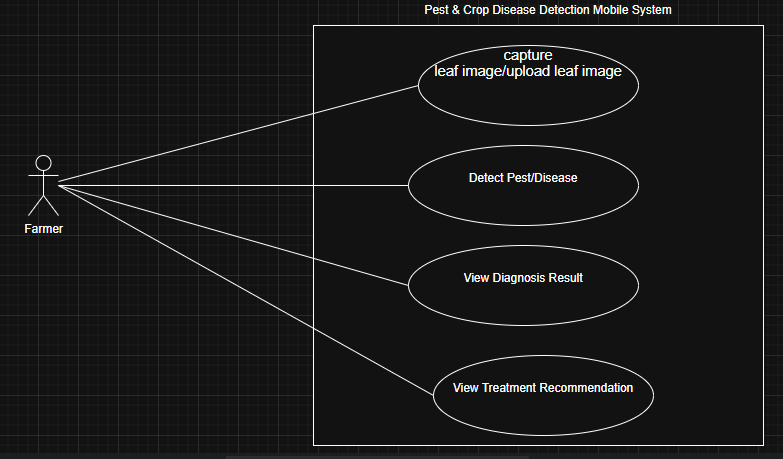 Pest & Crop Disease Detection Mobile System
capture
leaf image/upload leaf image
Detect Pest/Disease
Farmer
View Diagnosis Result
View Treatment Recommendation